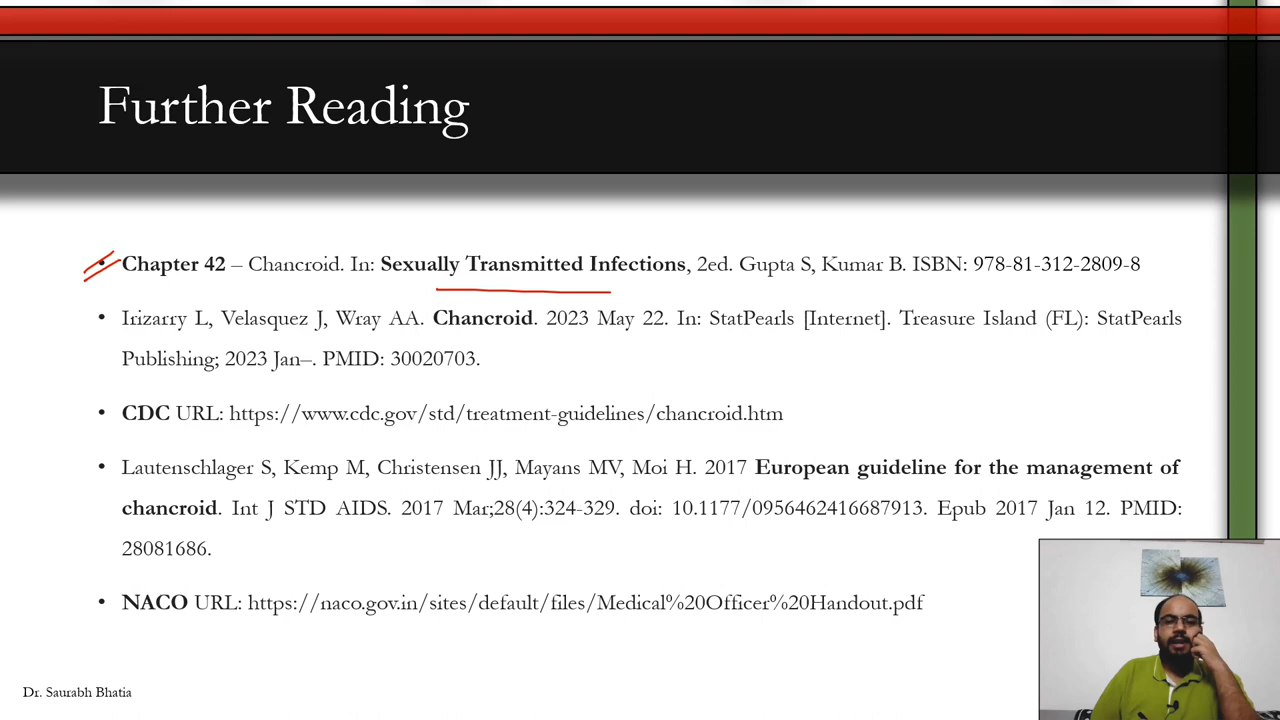 Further Reading
• Chapter 42 – Chancroid. In: Sexually Transmitted Infections, 2ed. Gupta S, Kumar B. ISBN: 978-81-312-2809-8
• Irizarry L, Velasquez J, Wray AA. Chancroid. 2023 May 22. In: StatPearls [Internet]. Treasure Island (FL): StatPearls
Publishing; 2023 Jan–. PMID: 30020703.
• CDC URL: https://www.cdc.gov/std/treatment-guidelines/chancroid.htm
• Lautenschlager S, Kemp M, Christensen JJ, Mayans MV, Moi H. 2017 European guideline for the management of
chancroid. Int J STD AIDS. 2017 Mar;28(4):324-329. doi: 10.1177/0956462416687913. Epub 2017 Jan 12. PMID:
28081686.
• NACO URL: https://naco.gov.in/sites/default/files/Medical%20Officer%20Handout.pdf
Dr. Saurabh Bhatia